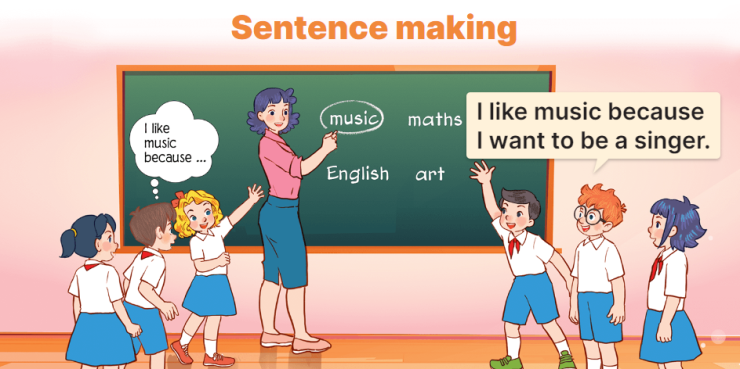 Sentence making
I like
music
because ...
music maths
English art
I like music because
I want to be a singer.